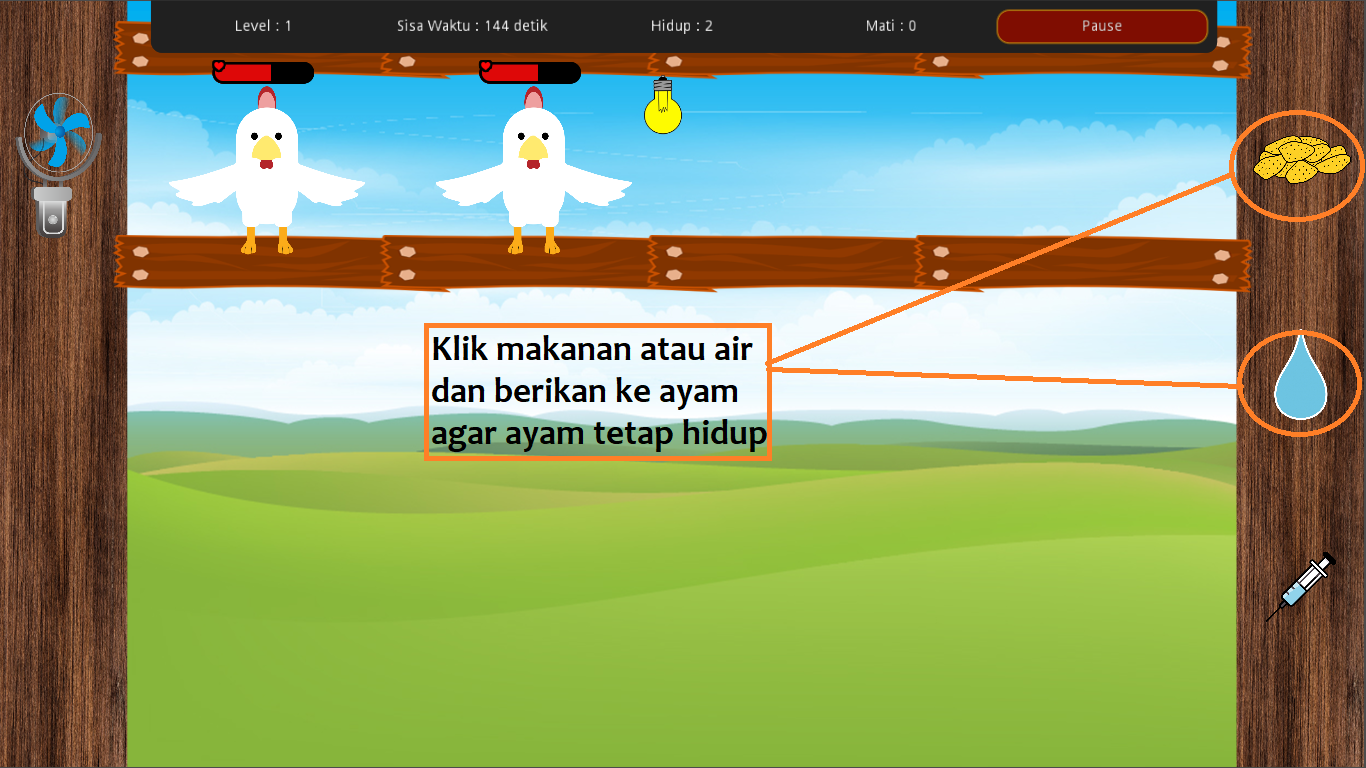 Level : 1
Sisa Waktu : 144 detik
Hidup : 2
Mati : 0
Pause
Klik makanan atau air
dan berikan ke ayam
agar ayam tetap hidup